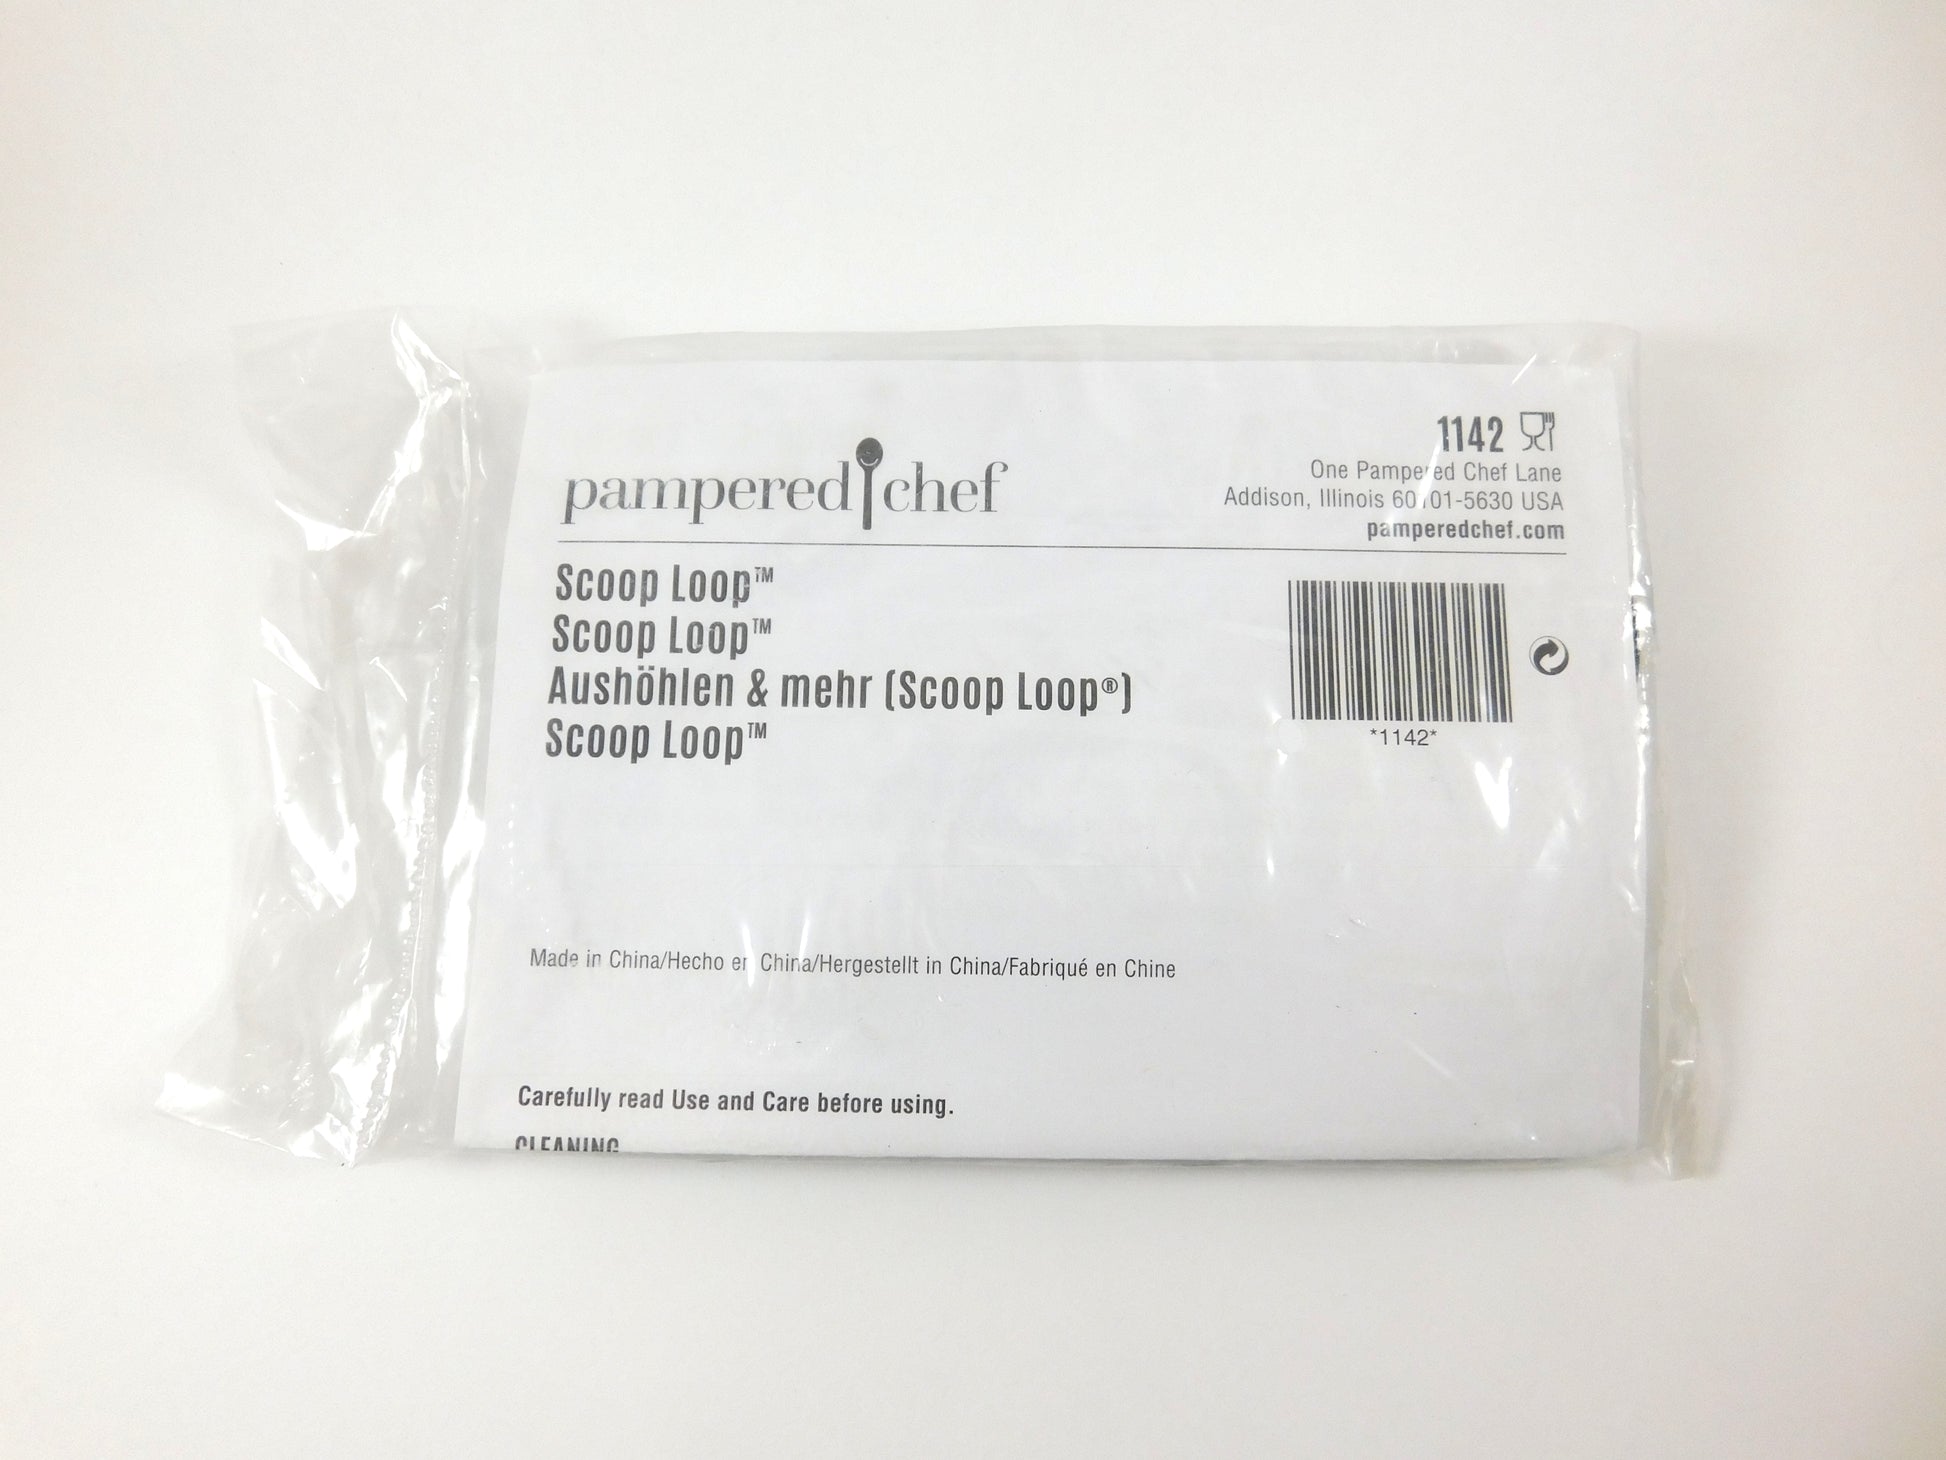 pampered chef
1142
One Pampered Chef Lane
Addison, Illinois 60101-5630 USA
pamperedchef.com
Scoop Loop™
Scoop Loop™
Aushöhlen & mehr (Scoop Loop®)
Scoop Loop™
*1142*
Made in China/Hecho en China/Hergestellt in China/Fabriqué en Chine
Carefully read Use and Care before using.
CLEANING